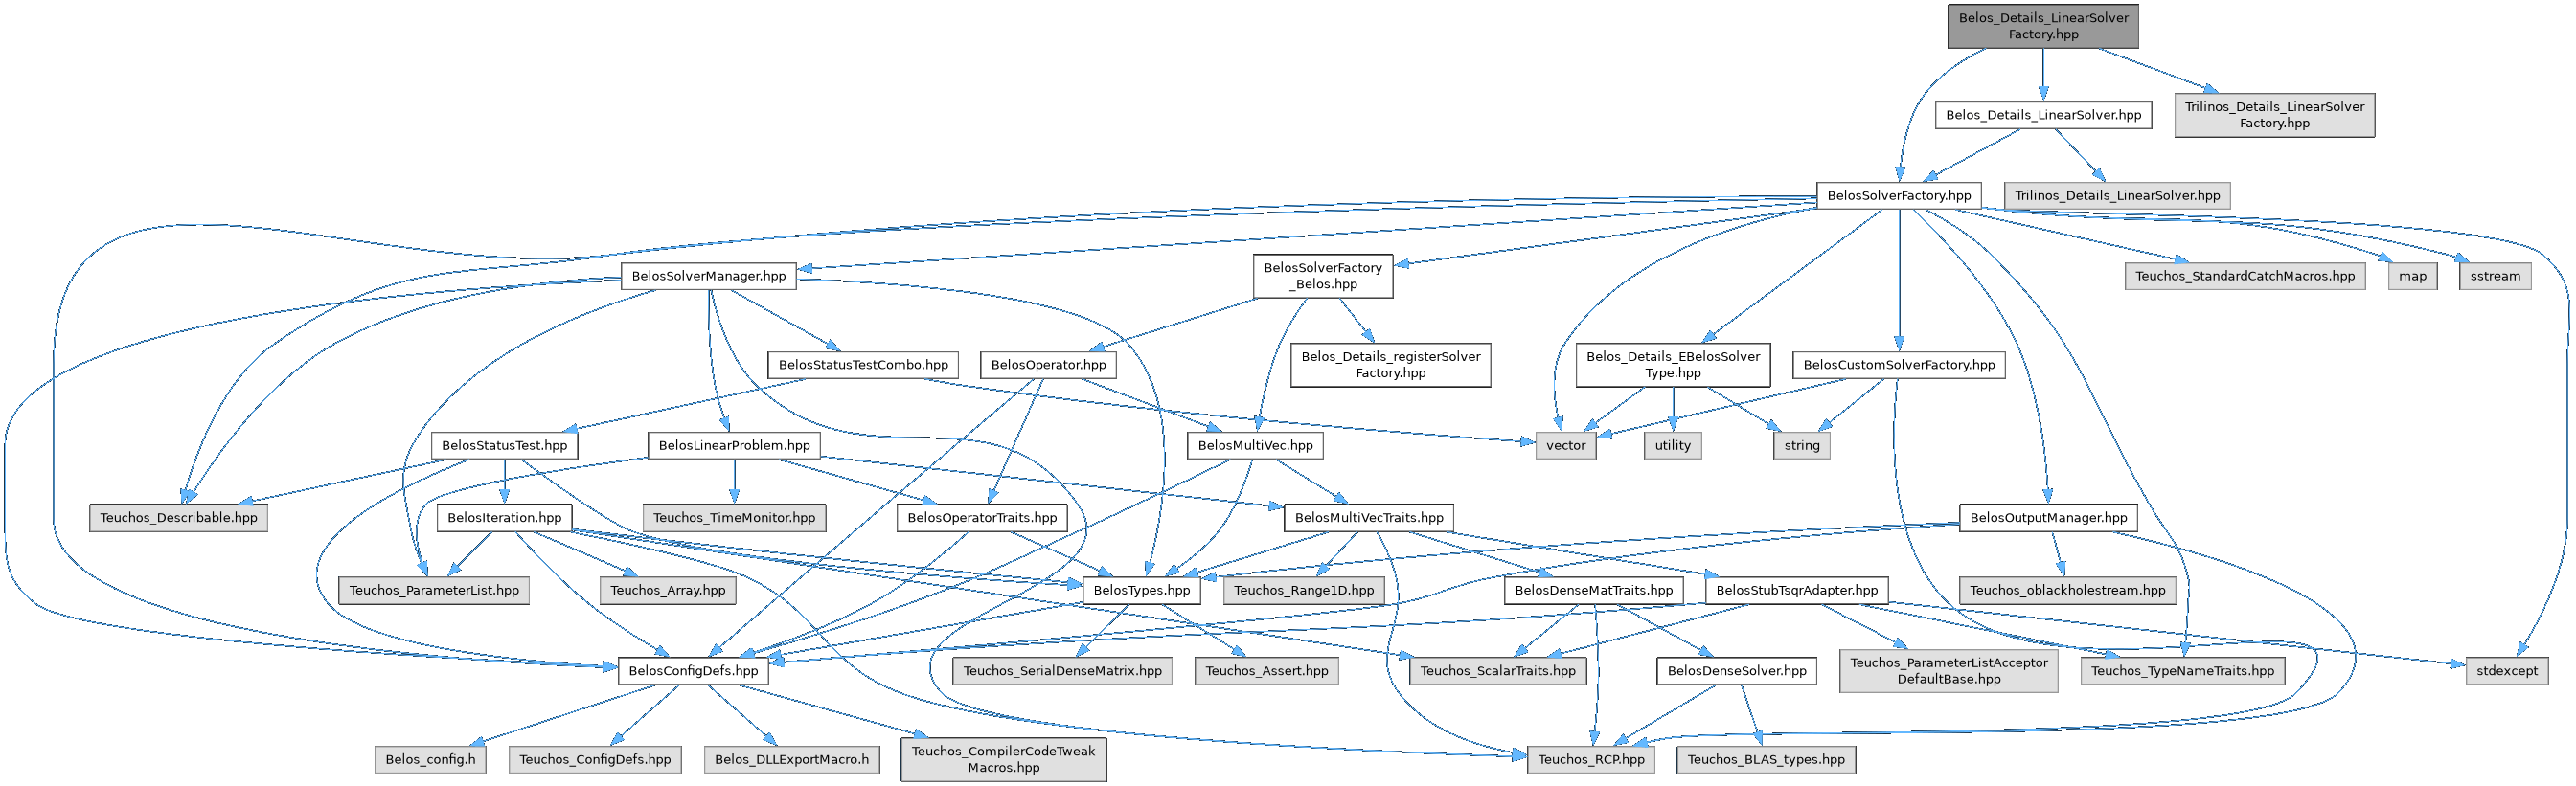 Belos_Details_LinearSolver
Factory.hpp
Belos_Details_LinearSolver.hpp
Trilinos_Details_LinearSolver
Factory.hpp
BelosSolverFactory.hpp
Trilinos_Details_LinearSolver.hpp
BelosSolverManager.hpp
BelosSolverFactory
_Belos.hpp
Teuchos_StandardCatchMacros.hpp
map
sstream
BelosStatusTestCombo.hpp
BelosOperator.hpp
Belos_Details_registerSolver
Factory.hpp
Belos_Details_EBelosSolver
Type.hpp
BelosCustomSolverFactory.hpp
BelosStatusTest.hpp
BelosLinearProblem.hpp
BelosMultiVec.hpp
vector
utility
string
Teuchos_Describable.hpp
BelosIteration.hpp
Teuchos_TimeMonitor.hpp
BelosOperatorTraits.hpp
BelosMultiVecTraits.hpp
BelosOutputManager.hpp
Teuchos_ParameterList.hpp
Teuchos_Array.hpp
BelosTypes.hpp
Teuchos_Range1D.hpp
BelosDenseMatTraits.hpp
BelosStubTsqrAdapter.hpp
Teuchos_oblackholestream.hpp
BelosConfigDefs.hpp
Teuchos_SerialDenseMatrix.hpp
Teuchos_Assert.hpp
Teuchos_ScalarTraits.hpp
BelosDenseSolver.hpp
Teuchos_ParameterListAcceptor
DefaultBase.hpp
Teuchos_TypeNameTraits.hpp
stdexcept
Belos_config.h
Teuchos_ConfigDefs.hpp
Belos_DLLExportMacro.h
Teuchos_CompilerCodeTweak
Macros.hpp
Teuchos_RCP.hpp
Teuchos_BLAS_types.hpp